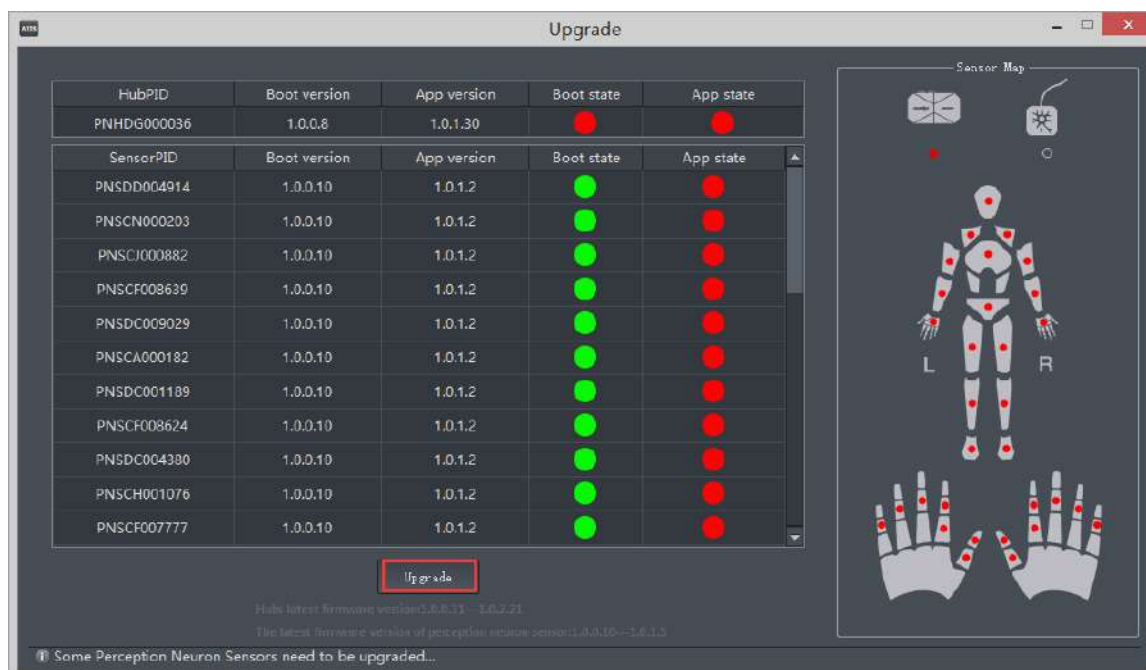 AXIS
Upgrade
HubPID Boot version App version Boot state App state
PNHDG000036 1.0.0.8 1.0.1.30
SensorPID Boot version App version Boot state App state
PNSDD004914 1.0.0.10 1.0.1.2
PNSCN000203 1.0.0.10 1.0.1.2
PNSCJ000882 1.0.0.10 1.0.1.2
PNSCF008639 1.0.0.10 1.0.1.2
PNSDC009029 1.0.0.10 1.0.1.2
PNSCA000182 1.0.0.10 1.0.1.2
PNSDC001189 1.0.0.10 1.0.1.2
PNSCF008624 1.0.0.10 1.0.1.2
PNSDC004380 1.0.0.10 1.0.1.2
PNSCH001076 1.0.0.10 1.0.1.2
PNSCF007777 1.0.0.10 1.0.1.2
Upgrade
Hubs latest firmware version:1.0.0.11---1.0.2.21
The latest firmware version of perception neuron sensor:1.0.0.10---1.0.1.5
Some Perception Neuron Sensors need to be upgraded...
Sensor Map
L R